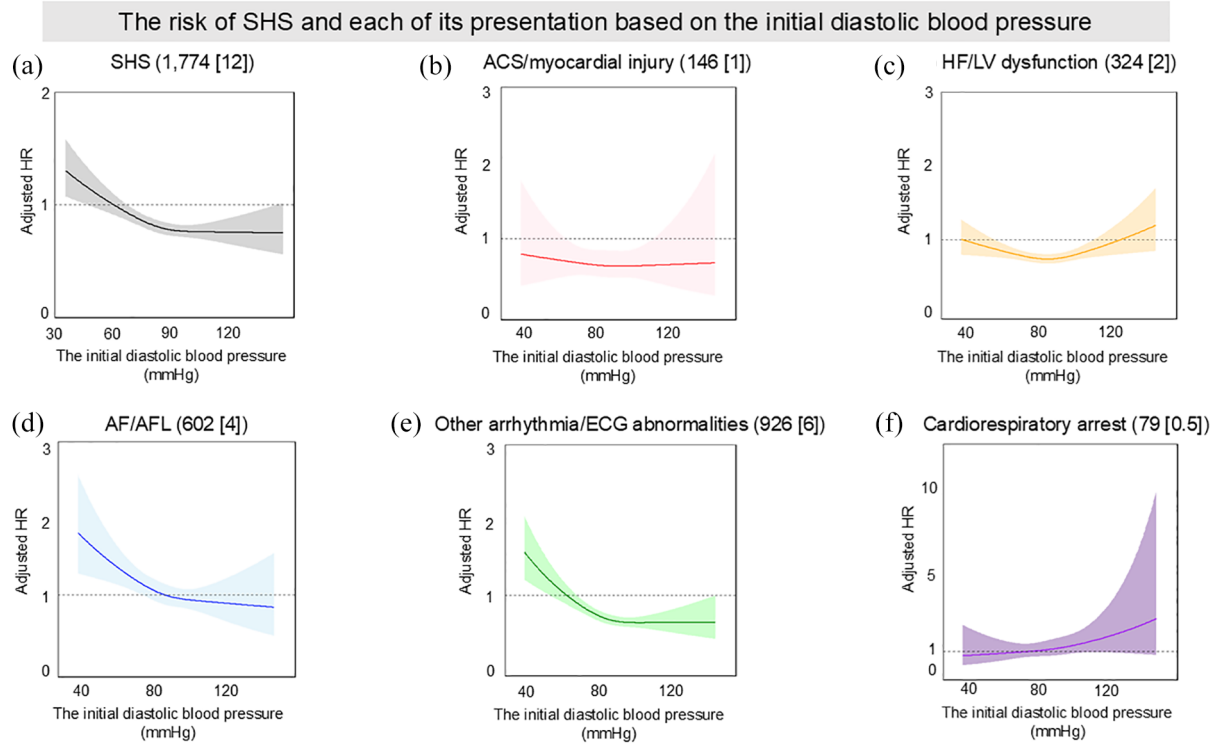 The risk of SHS and each of its presentation based on the initial diastolic blood pressure
(a)
SHS (1,774 [12])
2
1
0
Adjusted HR
30 60 90 120
The initial diastolic blood pressure
(mmHg)
(b)
ACS/myocardial injury (146 [1])
3
2
1
0
Adjusted HR
40 80 120
The initial diastolic blood pressure
(mmHg)
(c)
HF/LV dysfunction (324 [2])
3
2
1
0
Adjusted HR
40 80 120
The initial diastolic blood pressure
(mmHg)
(d)
AF/AFL (602 [4])
3
2
1
0
Adjusted HR
40 80 120
The initial diastolic blood pressure
(mmHg)
(e)
Other arrhythmia/ECG abnormalities (926 [6])
3
2
1
0
Adjusted HR
40 80 120
The initial diastolic blood pressure
(mmHg)
(f)
Cardiorespiratory arrest (79 [0.5])
10
5
1
0
Adjusted HR
40 80 120
The initial diastolic blood pressure
(mmHg)